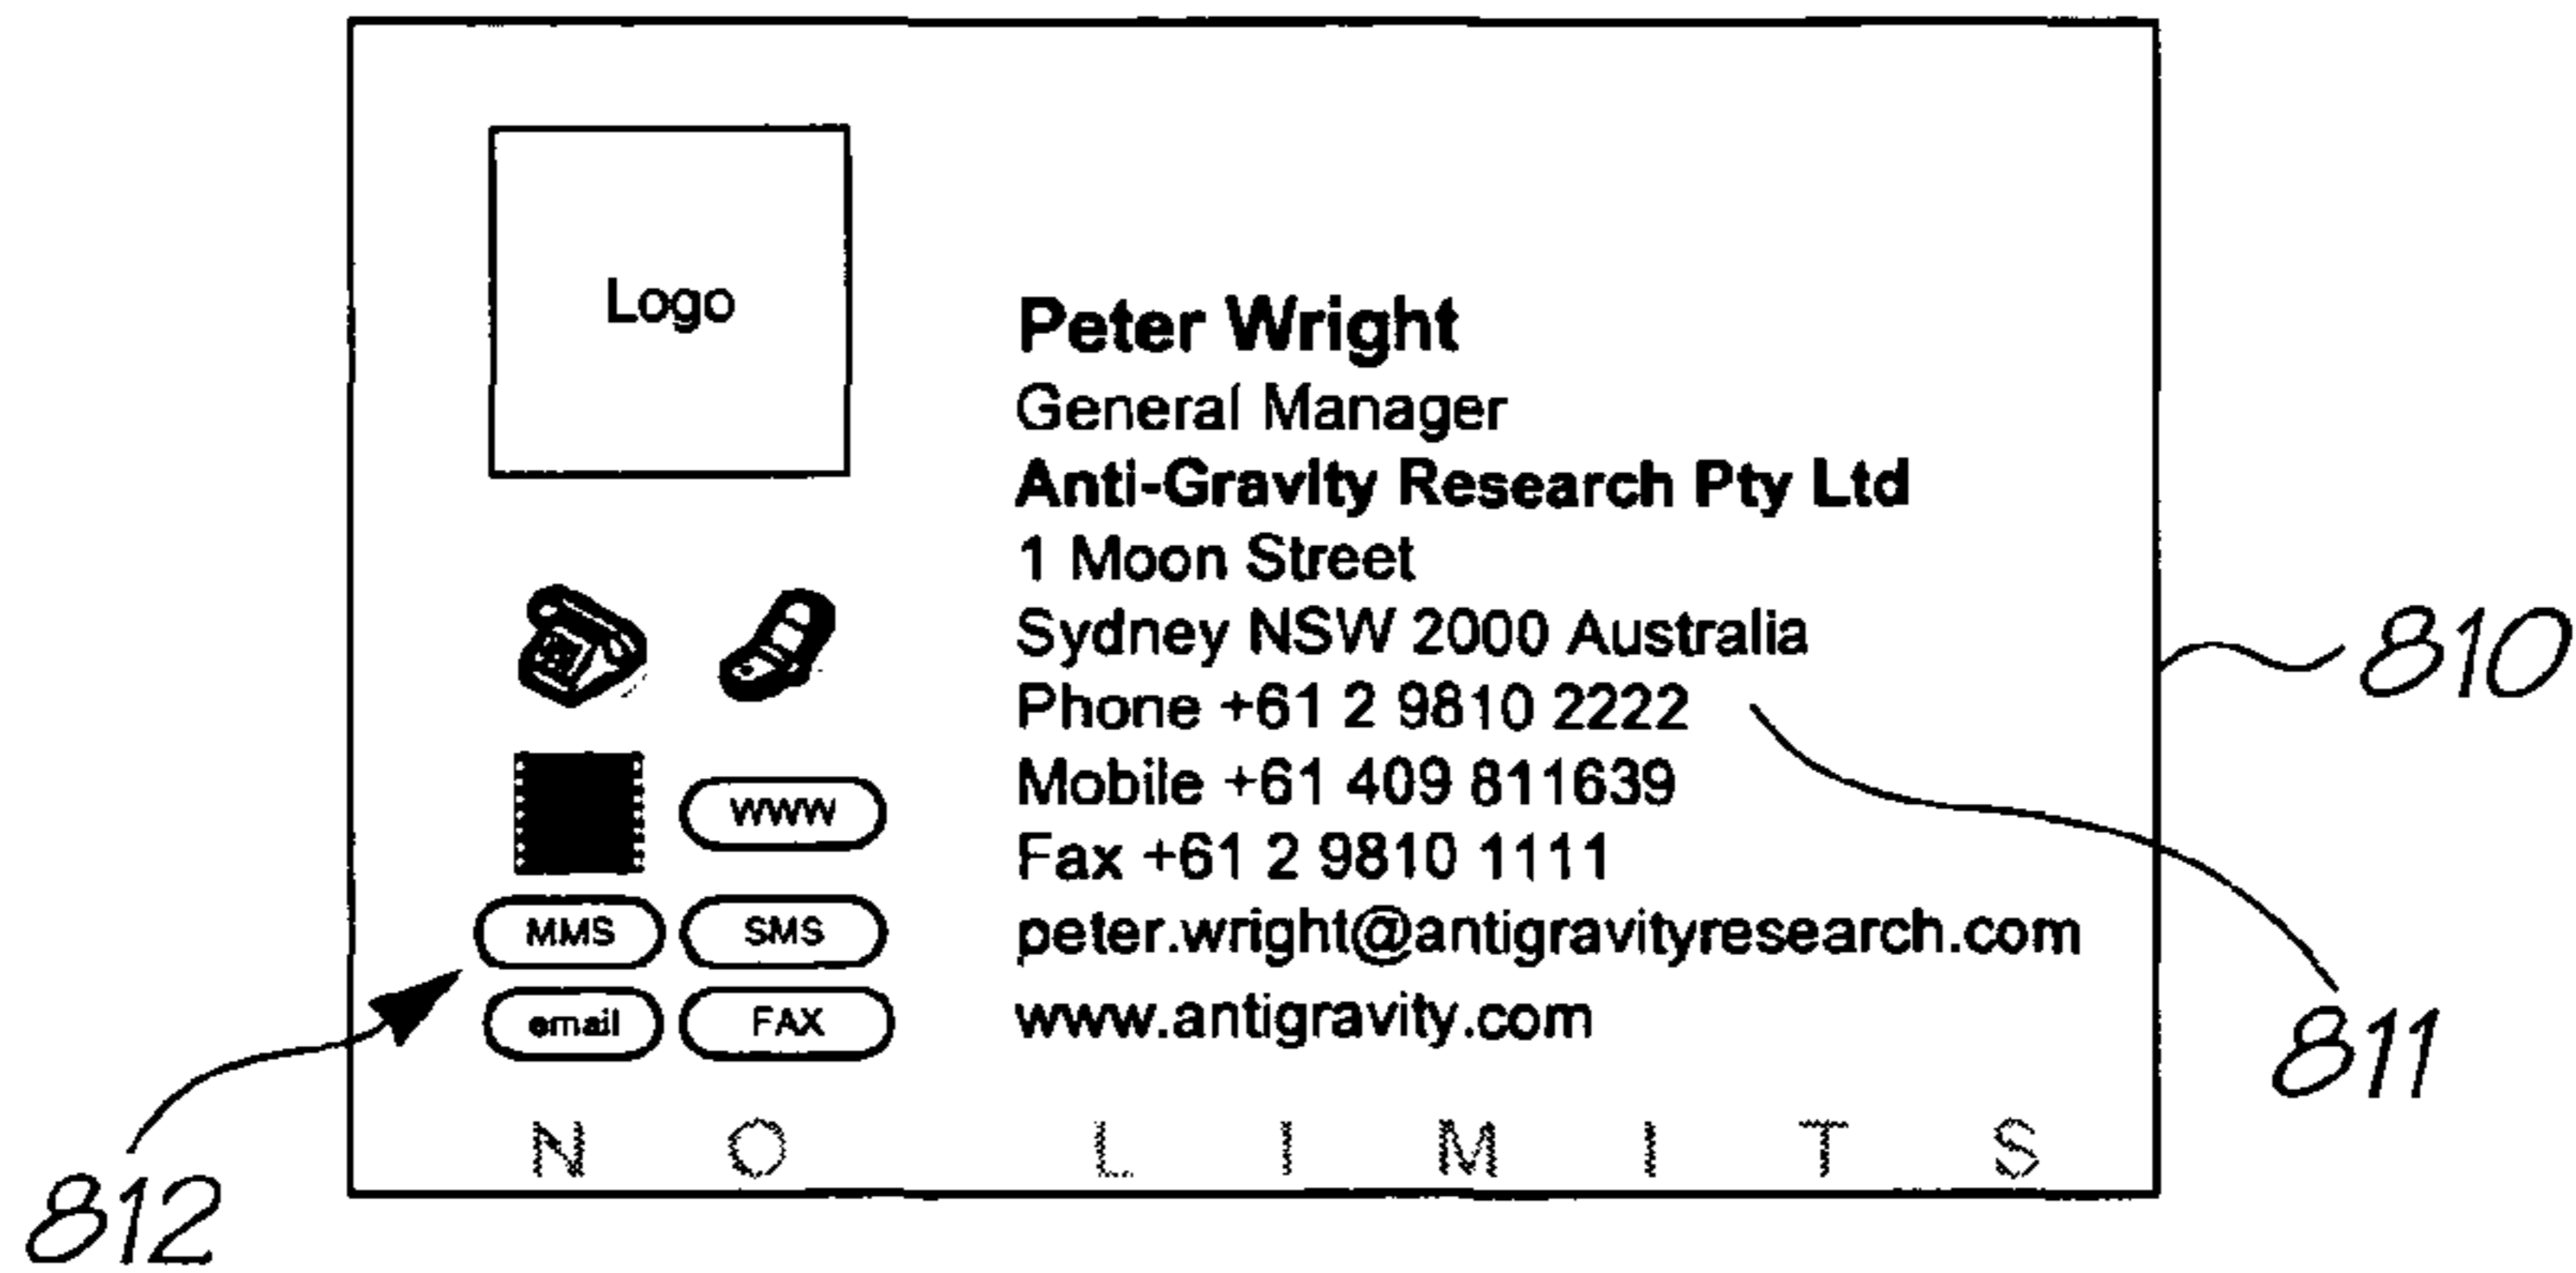 Logo
Peter Wright
General Manager
Anti-Gravity Research Pty Ltd
1 Moon Street
Sydney NSW 2000 Australia
Phone +61 2 9810 2222
Mobile +61 409 811639
Fax +61 2 9810 1111
peter.wright@antigravityresearch.com
www.antigravity.com
WWW
MMS SMS
email FAX
NO LIMITS
810
811
812